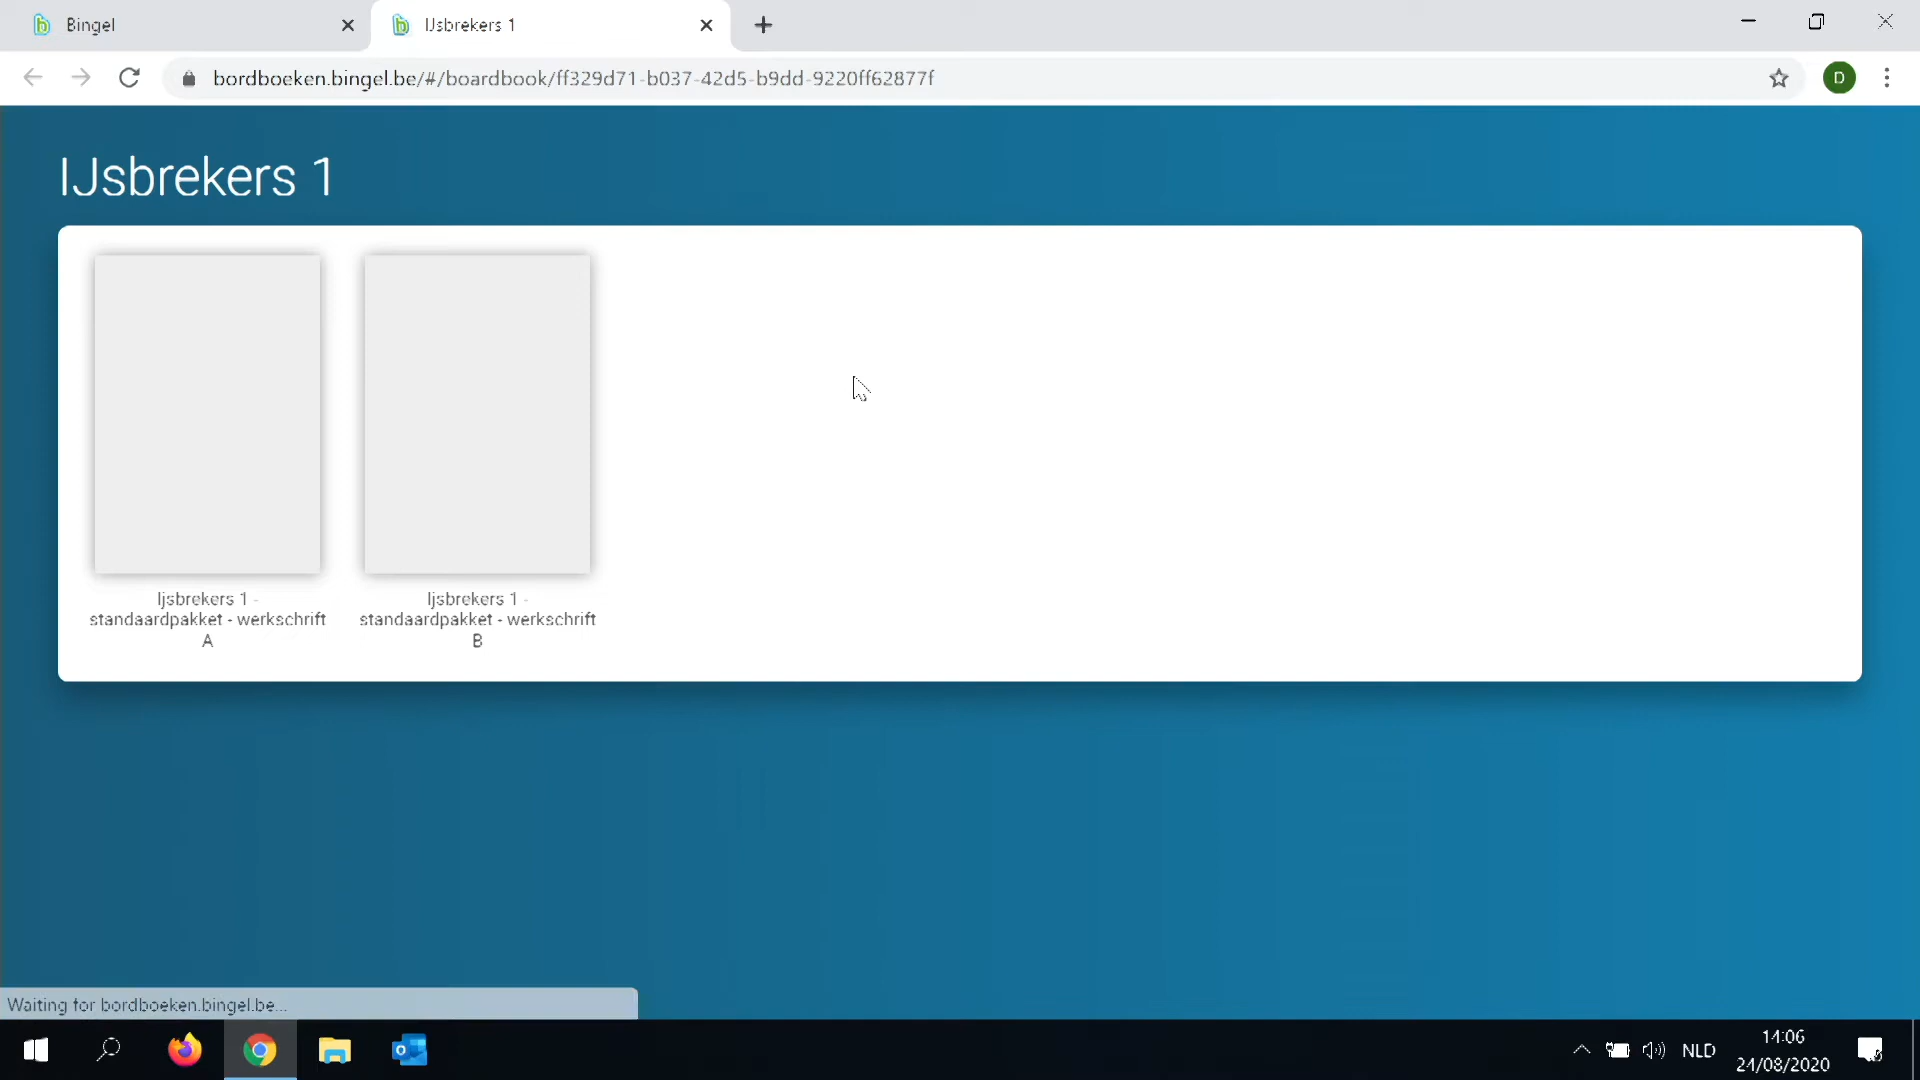 Bingel
IJsbrekers 1
bordboeken.bingel.be/#/boardbook/ff329d71-b037-42d5-b9dd-9220ff62877f
D
IJsbrekers 1
Ijsbrekers 1 -
standaardpakket - werkschrift
A
Ijsbrekers 1 -
standaardpakket - werkschrift
B
Waiting for bordboeken.bingel.be...
NLD
14:06
24/08/2020